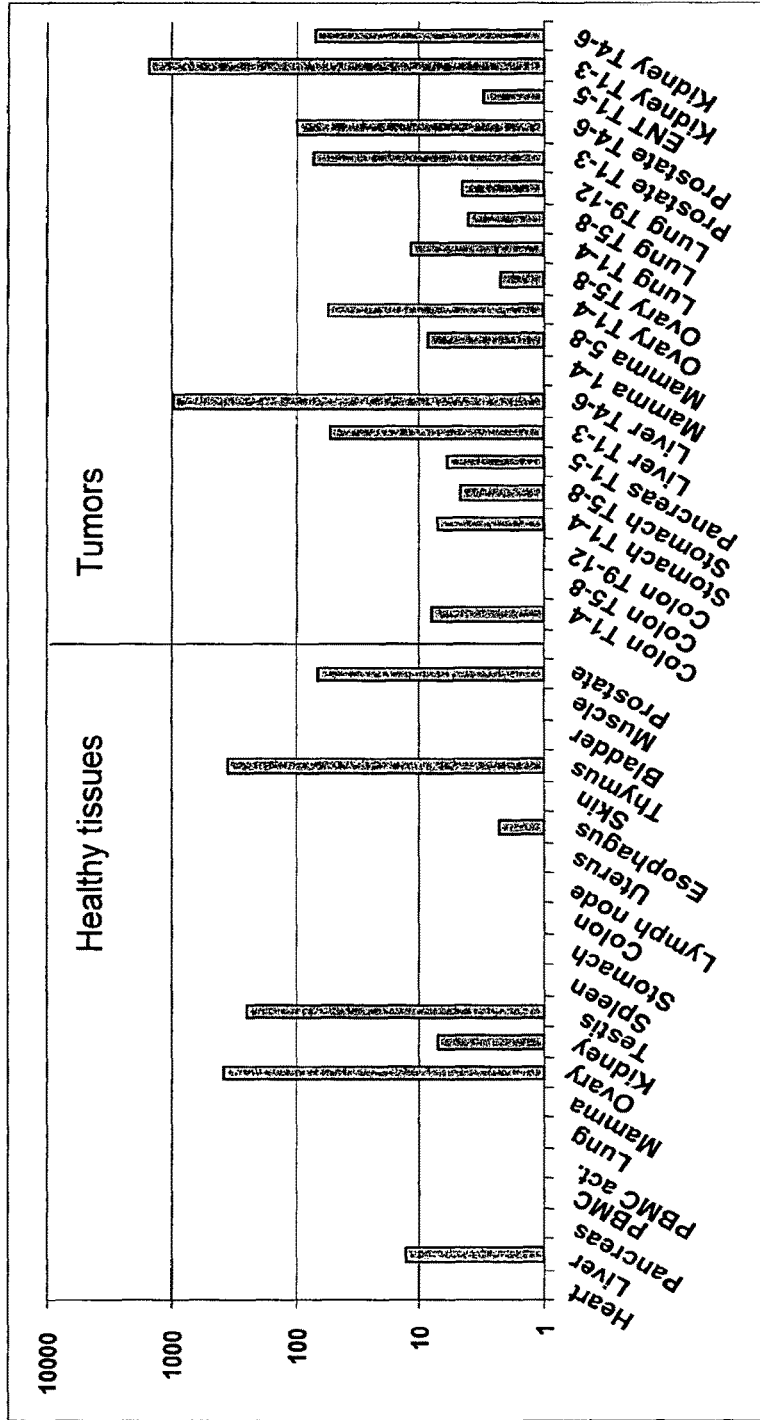 Healthy tissues
Tumors
10000
1000
100
10
1
Heart
Liver
Pancreas
PBMC
PBMC act.
Lung
Mamma
Ovary
Kidney
Testis
Spleen
Stomach
Colon
Lymph node
Uterus
Esophagus
Skin
Thymus
Bladder
Muscle
Prostate
Colon T1-4
Colon T5-8
Colon T9-12
Stomach T1-4
Stomach T5-8
Pancreas T1-5
Liver T1-3
Liver T4-6
Mamma 1-4
Mamma 5-8
Ovary T1-4
Ovary T5-8
Lung T1-4
Lung T5-8
Lung T9-12
Prostate T1-3
Prostate T4-6
ENT T1-5
Kidney T1-3
Kidney T4-6